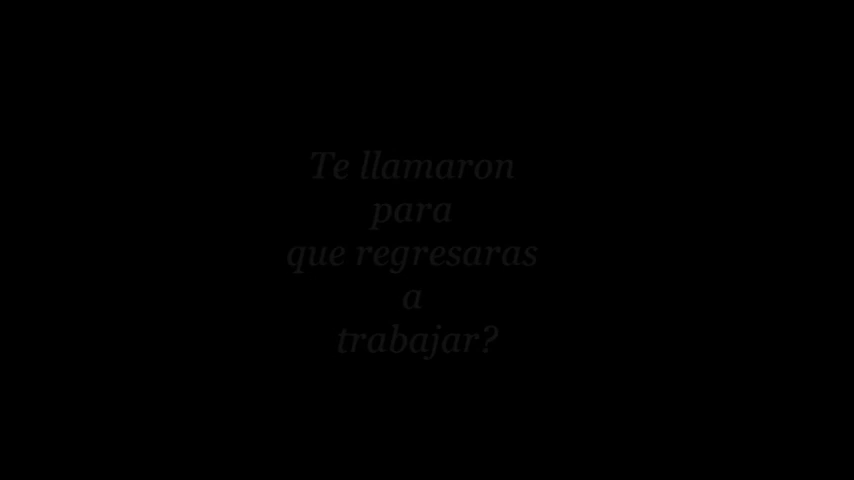 Te llamaron
para
que regresaras
a
trabajar?